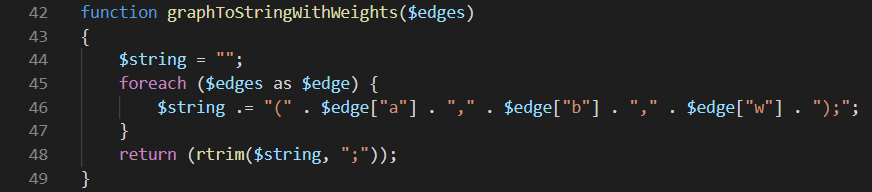 42 function graphToStringWithWeights($edges)
43 {
44     $string = "";
45     foreach ($edges as $edge) {
46         $string .= "(" . $edge["a"] . "," . $edge["b"] . "," . $edge["w"] . ");";
47     }
48     return (rtrim($string, ";"));
49 }